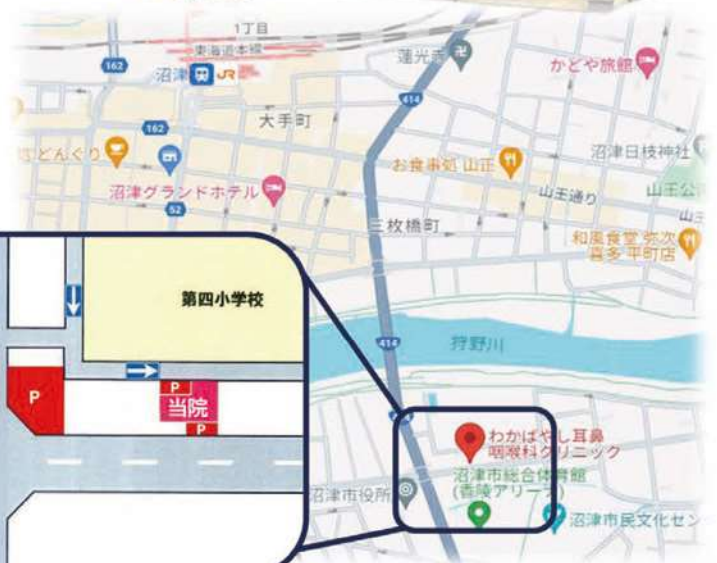 1丁目
東海道本線
蓮光寺
162
沼津
JR
かどや旅館
414
162
大手町
どんぐり
お食事処 山正
沼津日枝神社
沼津グランドホテル
山王通り
山王公
52
三枚橋町
山王
和風食堂 弥次
喜多 平町店
第四小学校
414
狩野川
P
P
当院
P
わかばやし耳鼻
咽喉科クリニック
沼津市総合体育館
(香陵アリーナ)
沼津市役所
沼津市民文化セン